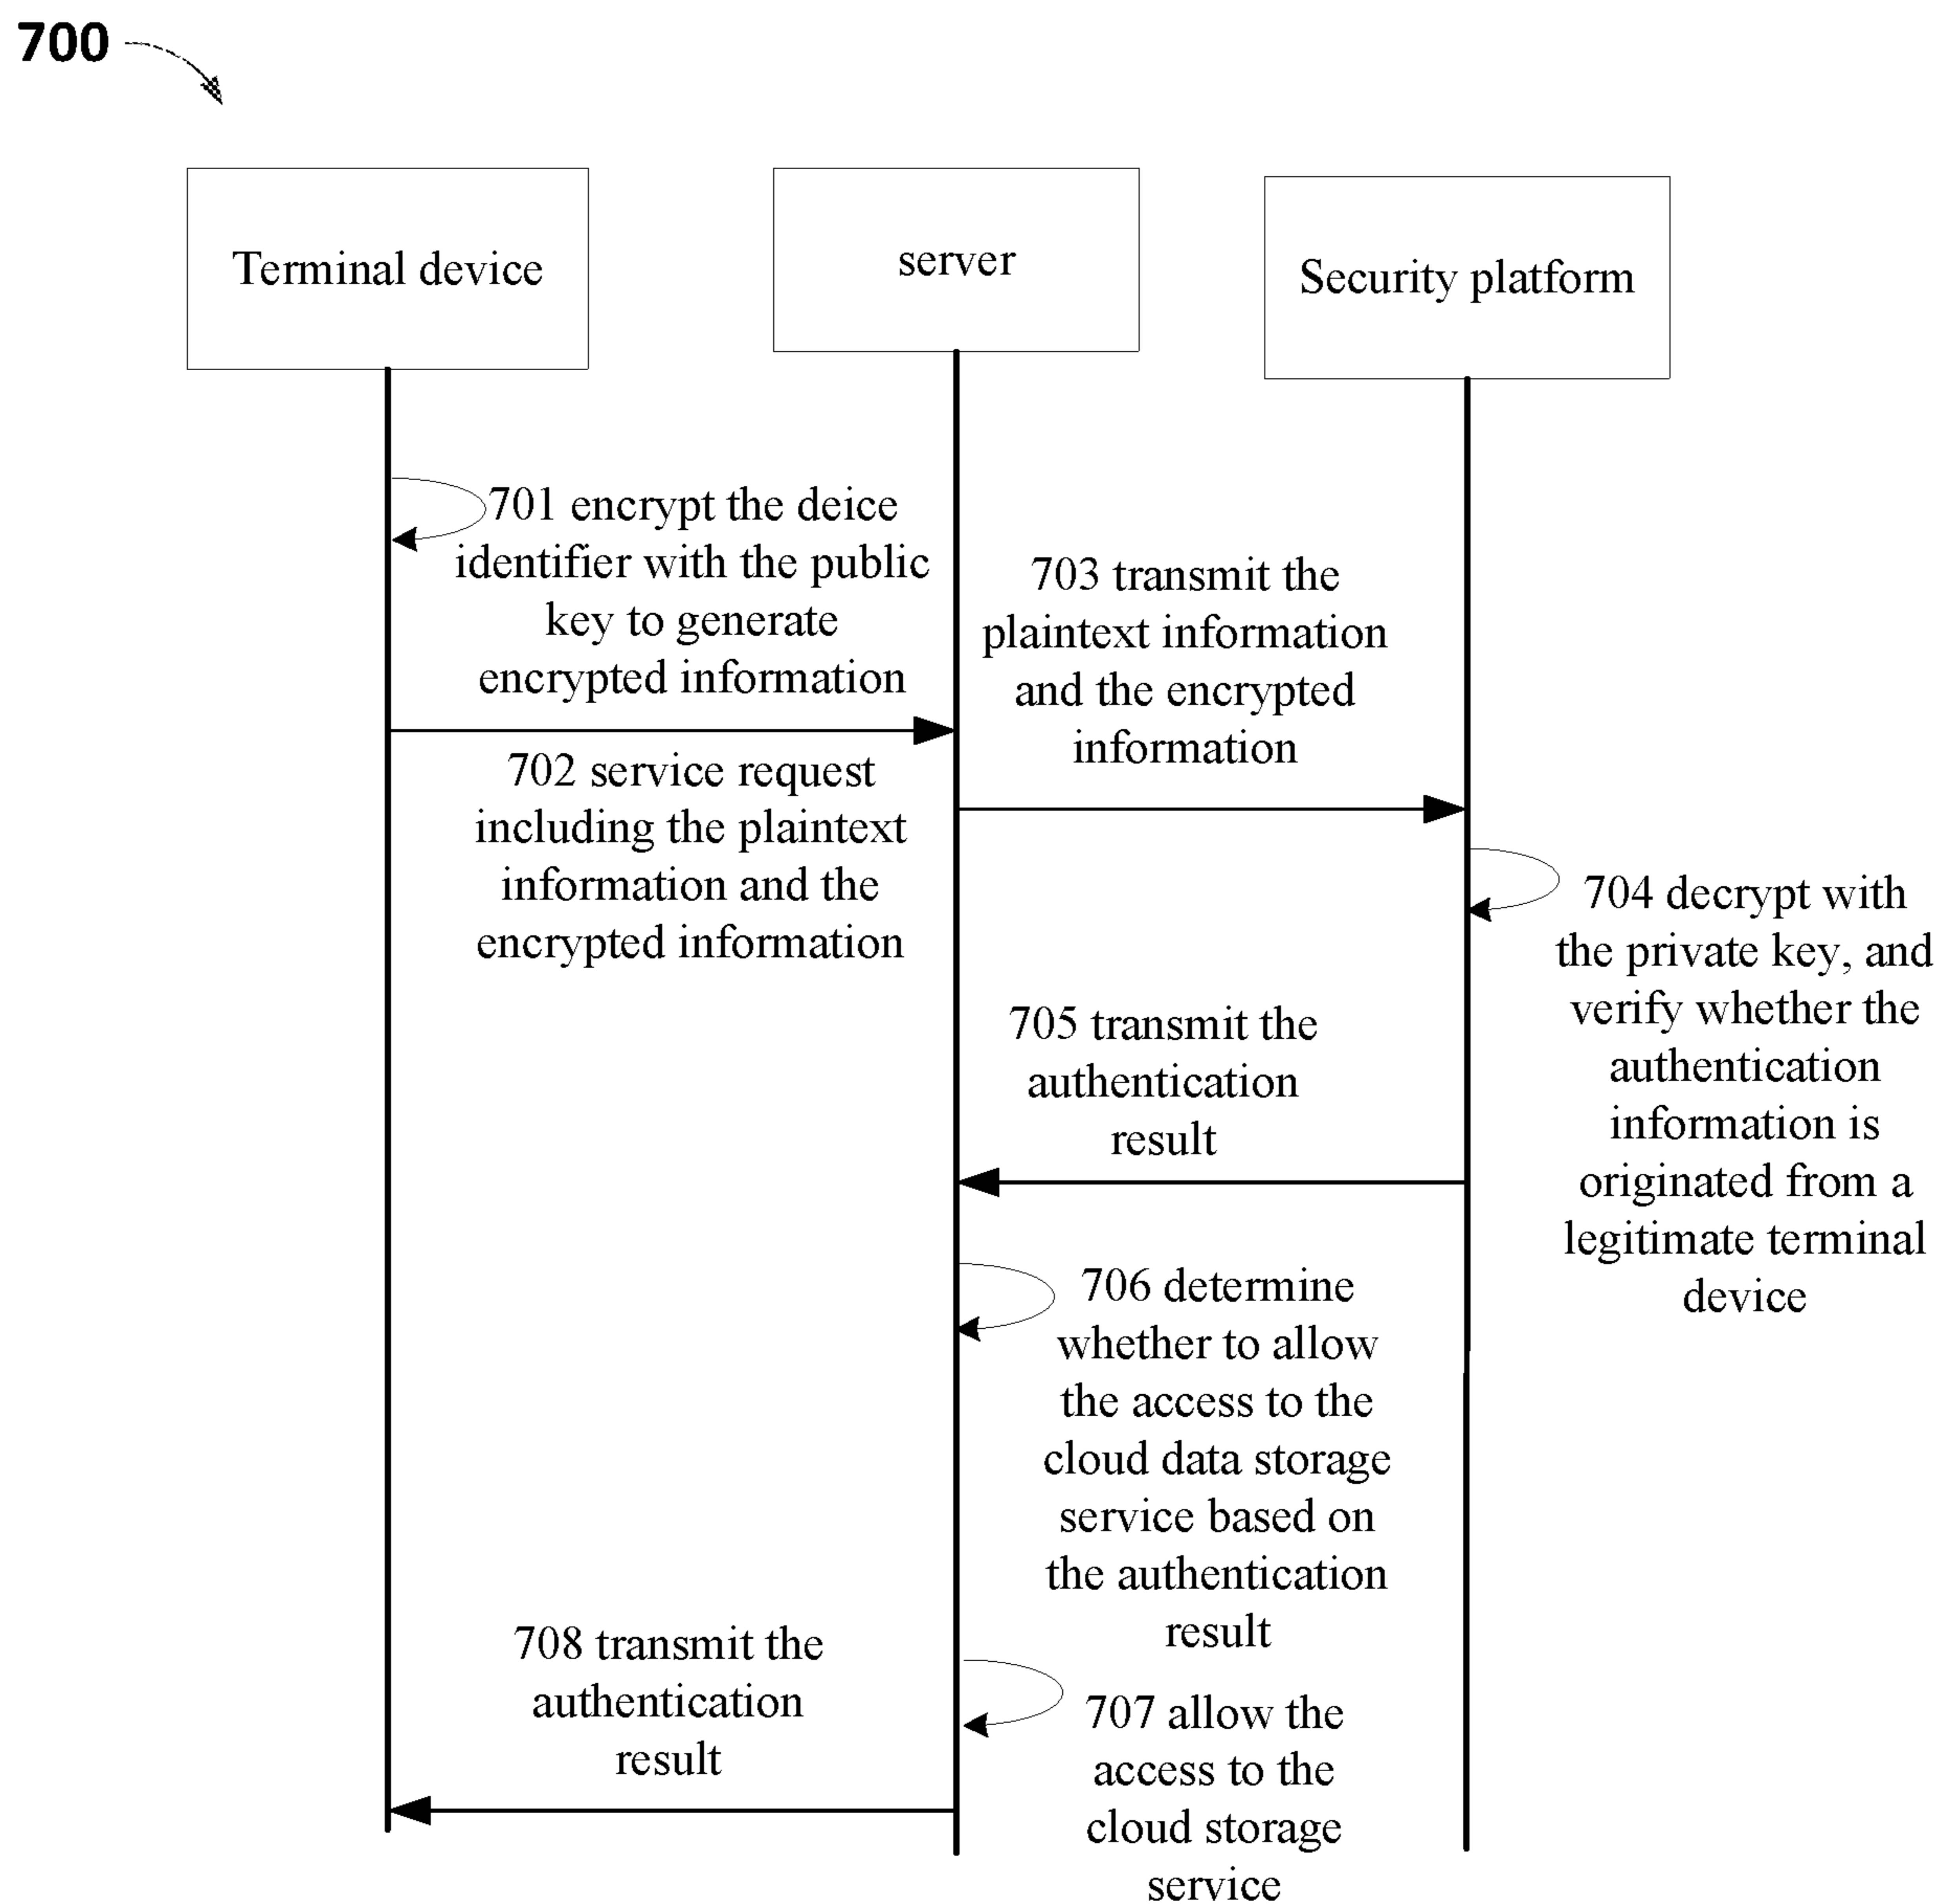 700
Terminal device
server
Security platform
701 encrypt the deice
identifier with the public
key to generate
encrypted information
702 service request
including the plaintext
information and the
encrypted information
703 transmit the
plaintext information
and the encrypted
information
704 decrypt with
the private key, and
verify whether the
authentication
information is
originated from a
legitimate terminal
device
705 transmit the
authentication
result
706 determine
whether to allow
the access to the
cloud data storage
service based on
the authentication
result
707 allow the
access to the
cloud storage
service
708 transmit the
authentication
result